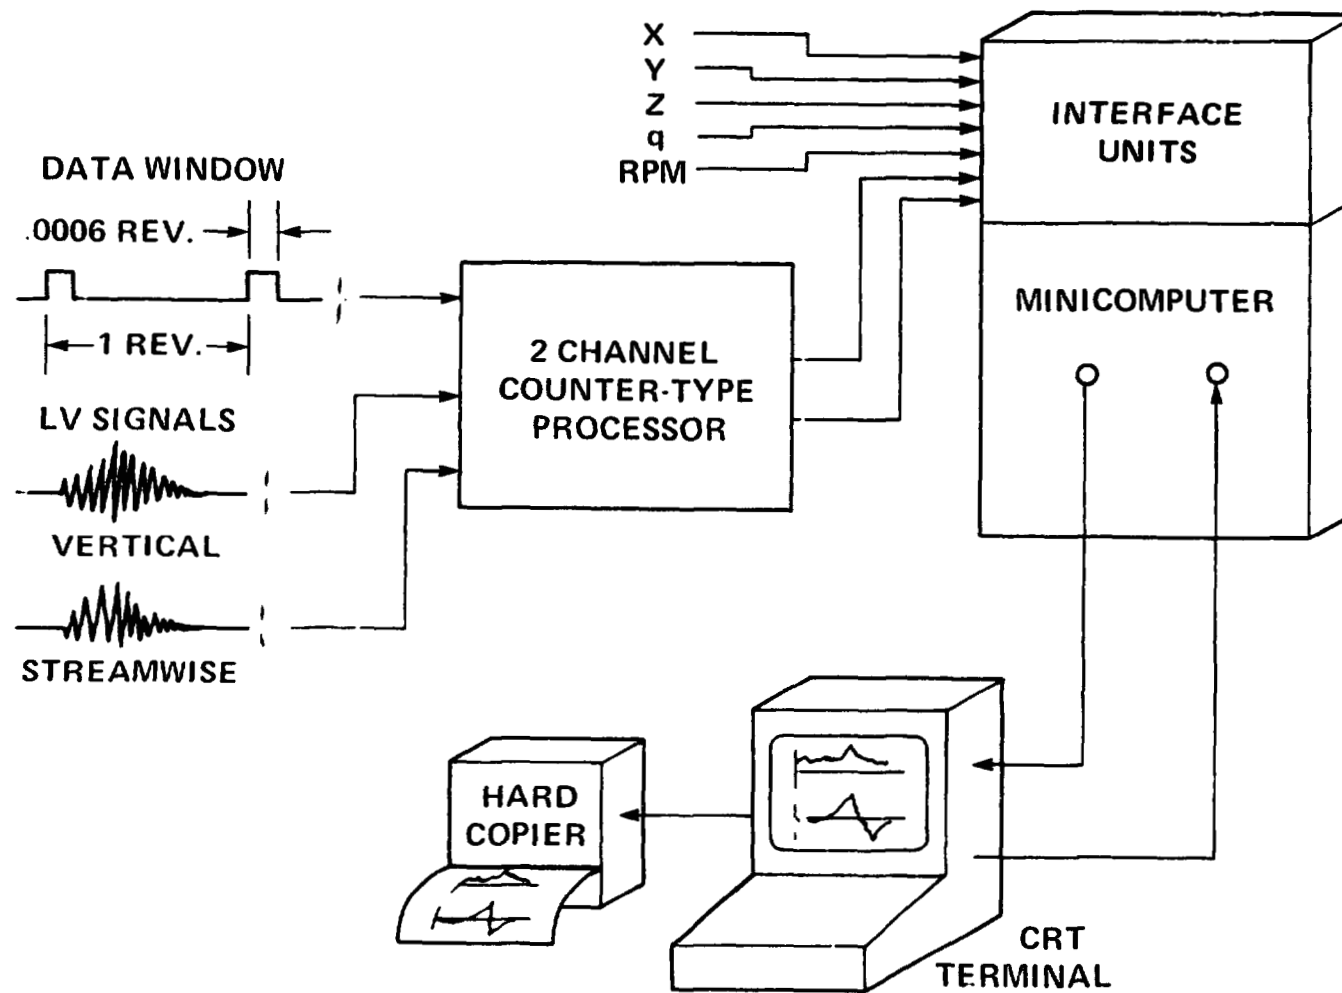 X
Y
Z
q
RPM
INTERFACE
UNITS
MINICOMPUTER
DATA WINDOW
.0006 REV.
1 REV.
LV SIGNALS
VERTICAL
STREAMWISE
2 CHANNEL
COUNTER-TYPE
PROCESSOR
HARD
COPIER
CRT
TERMINAL